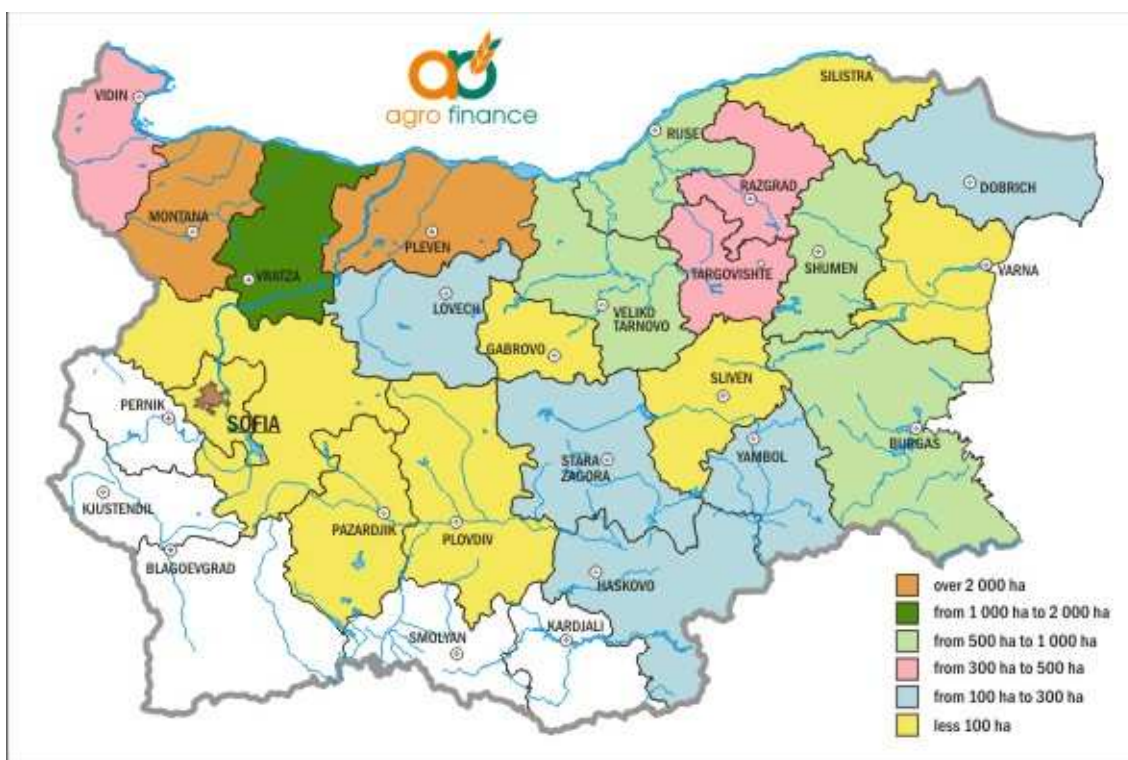 agro finance
VIDIN
SILISTRA
RUSE
DOBRICH
RAZGRAD
MONTANA
PLEVEN
VRATZA
TARGOVISHTE
SHUMEN
VARNA
LOVECH
VELIKO
TARNOVO
GABROVO
SLIVEN
PERNIK
SOFIA
BURGAS
YAMBOL
STARA
ZAGORA
KJUSTENDIL
PAZARDJIK
PLOVDIV
BLAGOEVGRAD
HASKOVO
SMOLYAN
KARDJALI
over 2 000 ha
from 1 000 ha to 2 000 ha
from 500 ha to 1 000 ha
from 300 ha to 500 ha
from 100 ha to 300 ha
less 100 ha